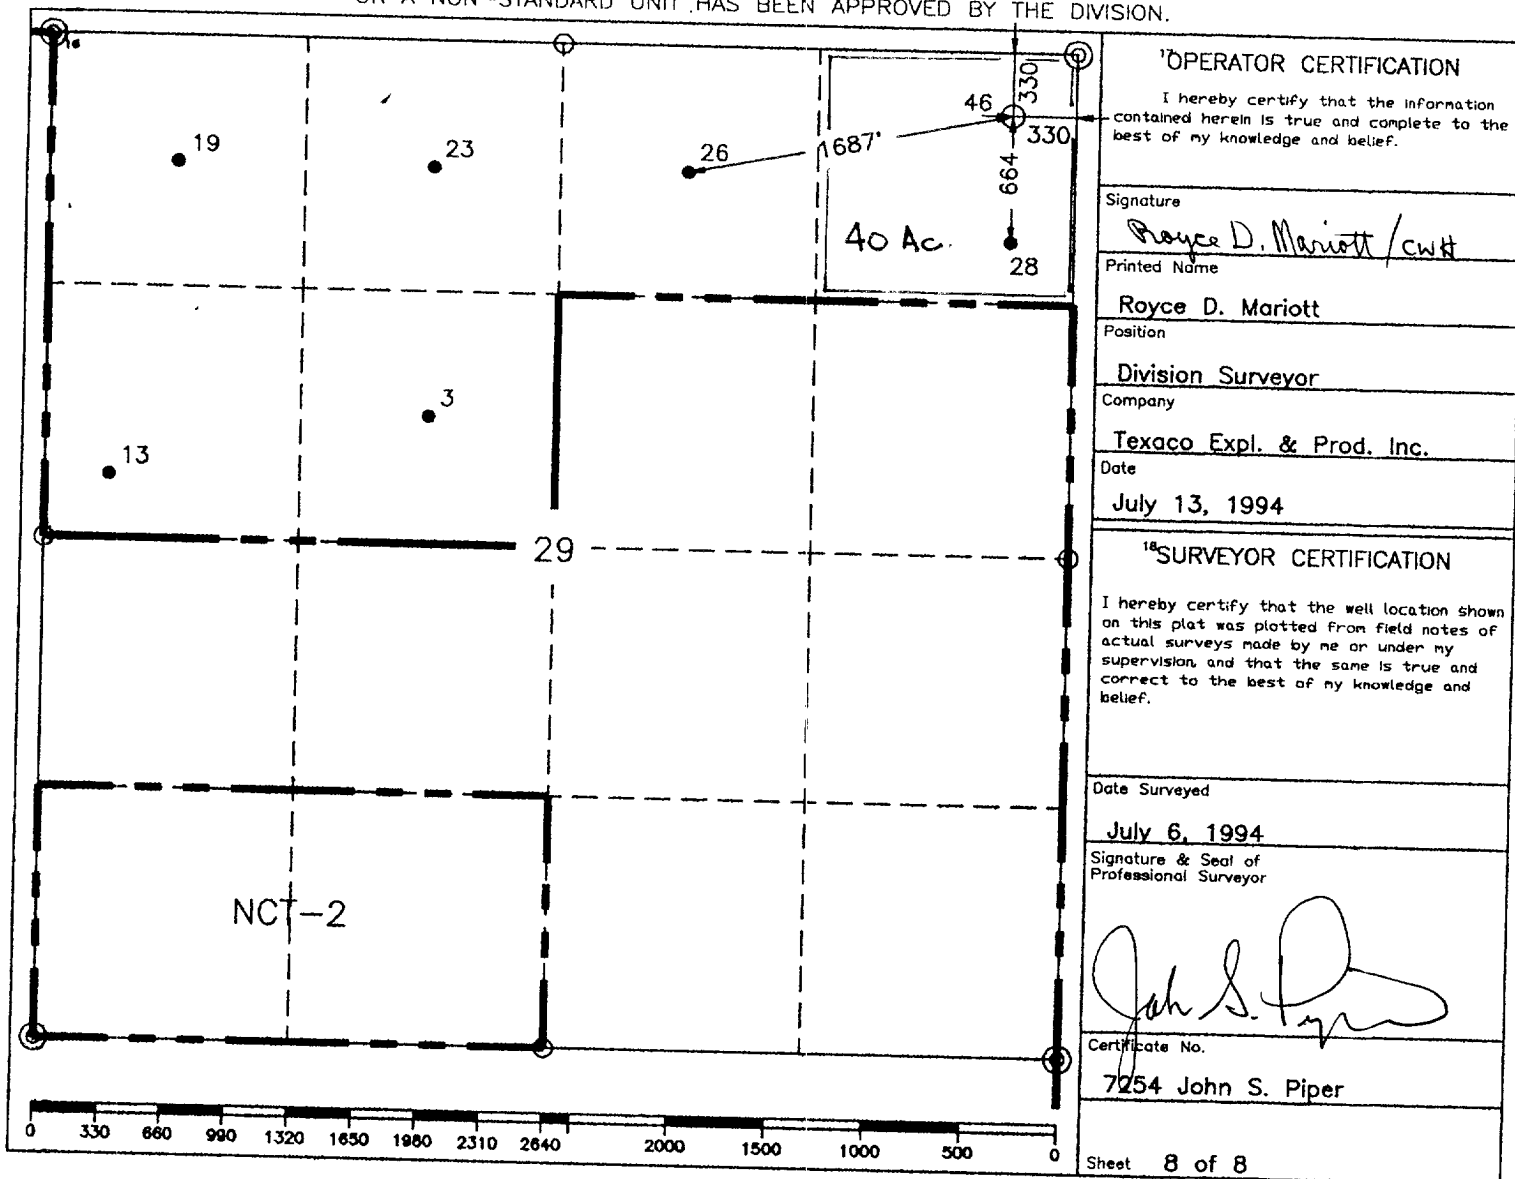 OR A NON-STANDARD UNIT HAS BEEN APPROVED BY THE DIVISION.
19
23
26
1687'
46
330
330
664
28
40 Ac.
3
13
29
NCT-2
0 330 660 990 1320 1650 1980 2310 2640 2000 1500 1000 500 0
17 OPERATOR CERTIFICATION
I hereby certify that the information
contained herein is true and complete to the
best of my knowledge and belief.
Signature
Royce D. Mariott / CWH
Printed Name
Royce D. Mariott
Position
Division Surveyor
Company
Texaco Expl. & Prod. Inc.
Date
July 13, 1994
18 SURVEYOR CERTIFICATION
I hereby certify that the well location shown
on this plat was plotted from field notes of
actual surveys made by me or under my
supervision, and that the same is true and
correct to the best of my knowledge and
belief.
Date Surveyed
July 6, 1994
Signature & Seal of
Professional Surveyor
John S. Piper
Certificate No.
7254 John S. Piper
Sheet 8 of 8